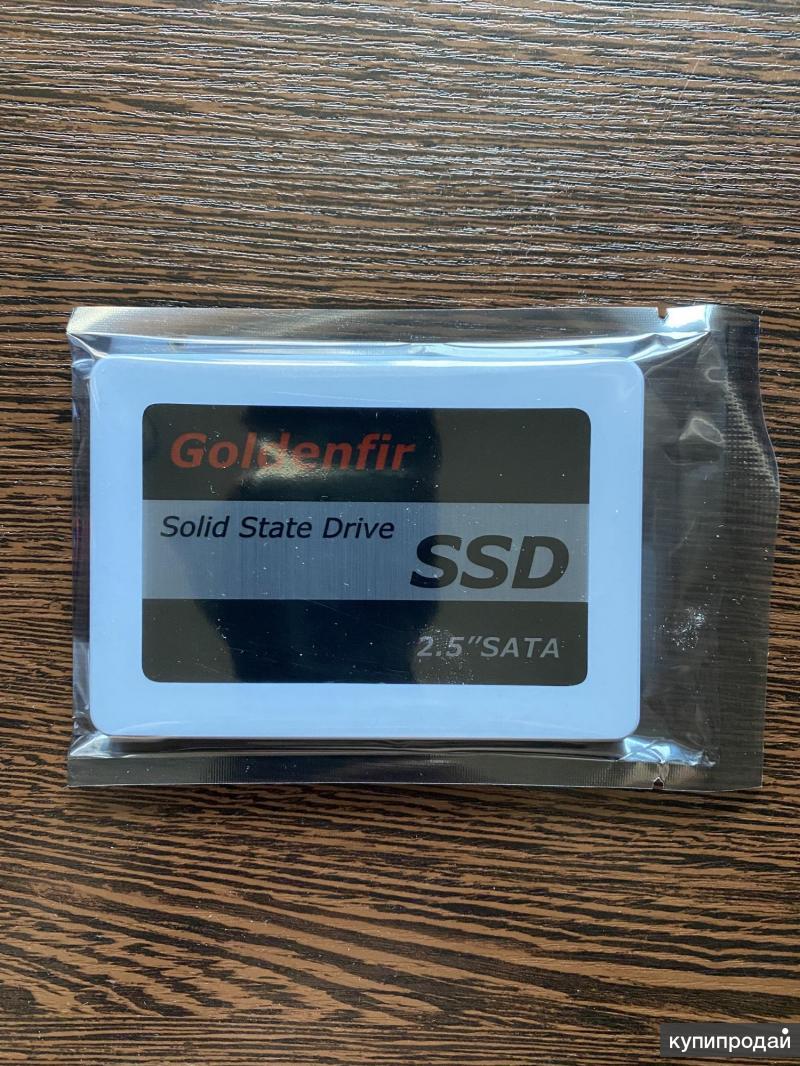 Goldenfir
Solid State Drive
SSD
2.5"SATA
купипродай